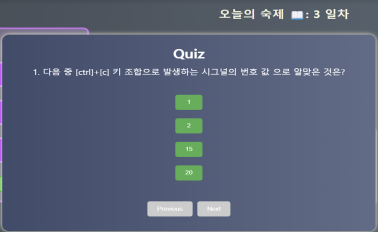 오늘의 숙제 📖: 3 일차
Quiz
1. 다음 중 [ctrl]+[c] 키 조합으로 발생하는 시그널의 번호 값 으로 알맞은 것은?
1
2
15
20
Previous Next